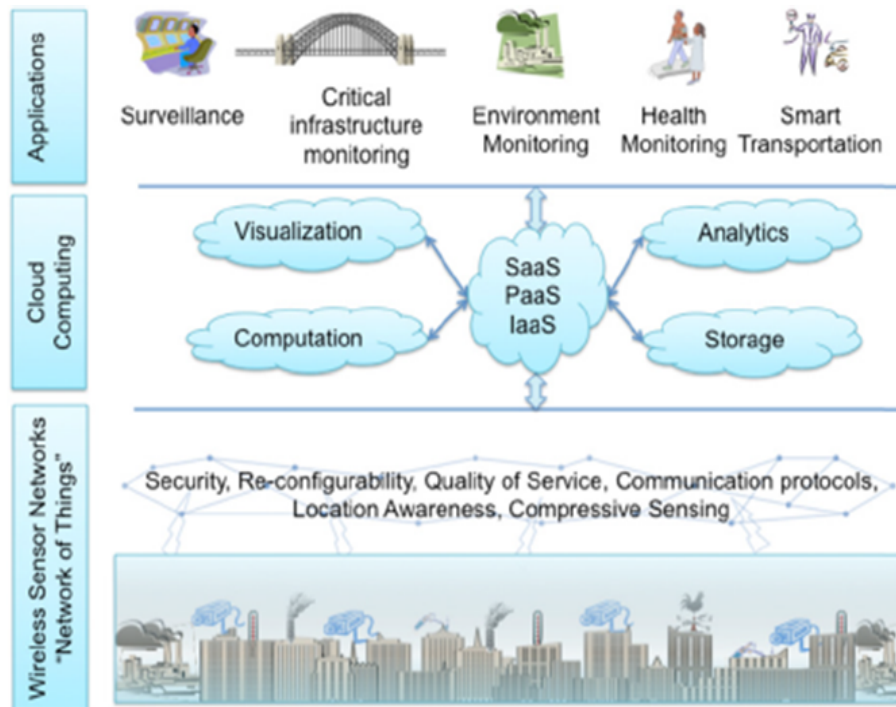 Applications
Surveillance
Critical
infrastructure
monitoring
Environment
Monitoring
Health
Monitoring
Smart
Transportation
Cloud
Computing
Visualization
Computation
SaaS
PaaS
IaaS
Analytics
Storage
Wireless Sensor Networks
"Network of Things"
Security, Re-configurability, Quality of Service, Communication protocols,
Location Awareness, Compressive Sensing